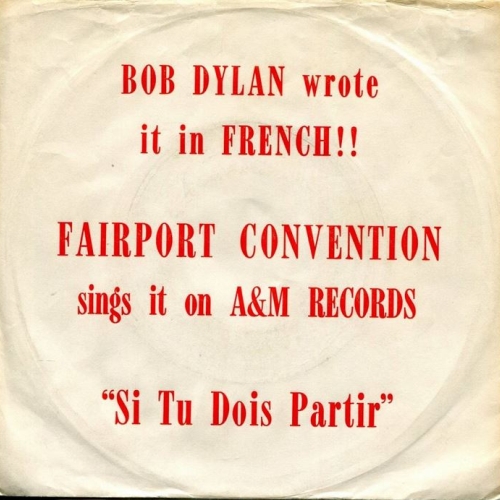 BOB DYLAN wrote
it in FRENCH!!
FAIRPORT CONVENTION
sings it on A&M RECORDS
“Si Tu Dois Partir”